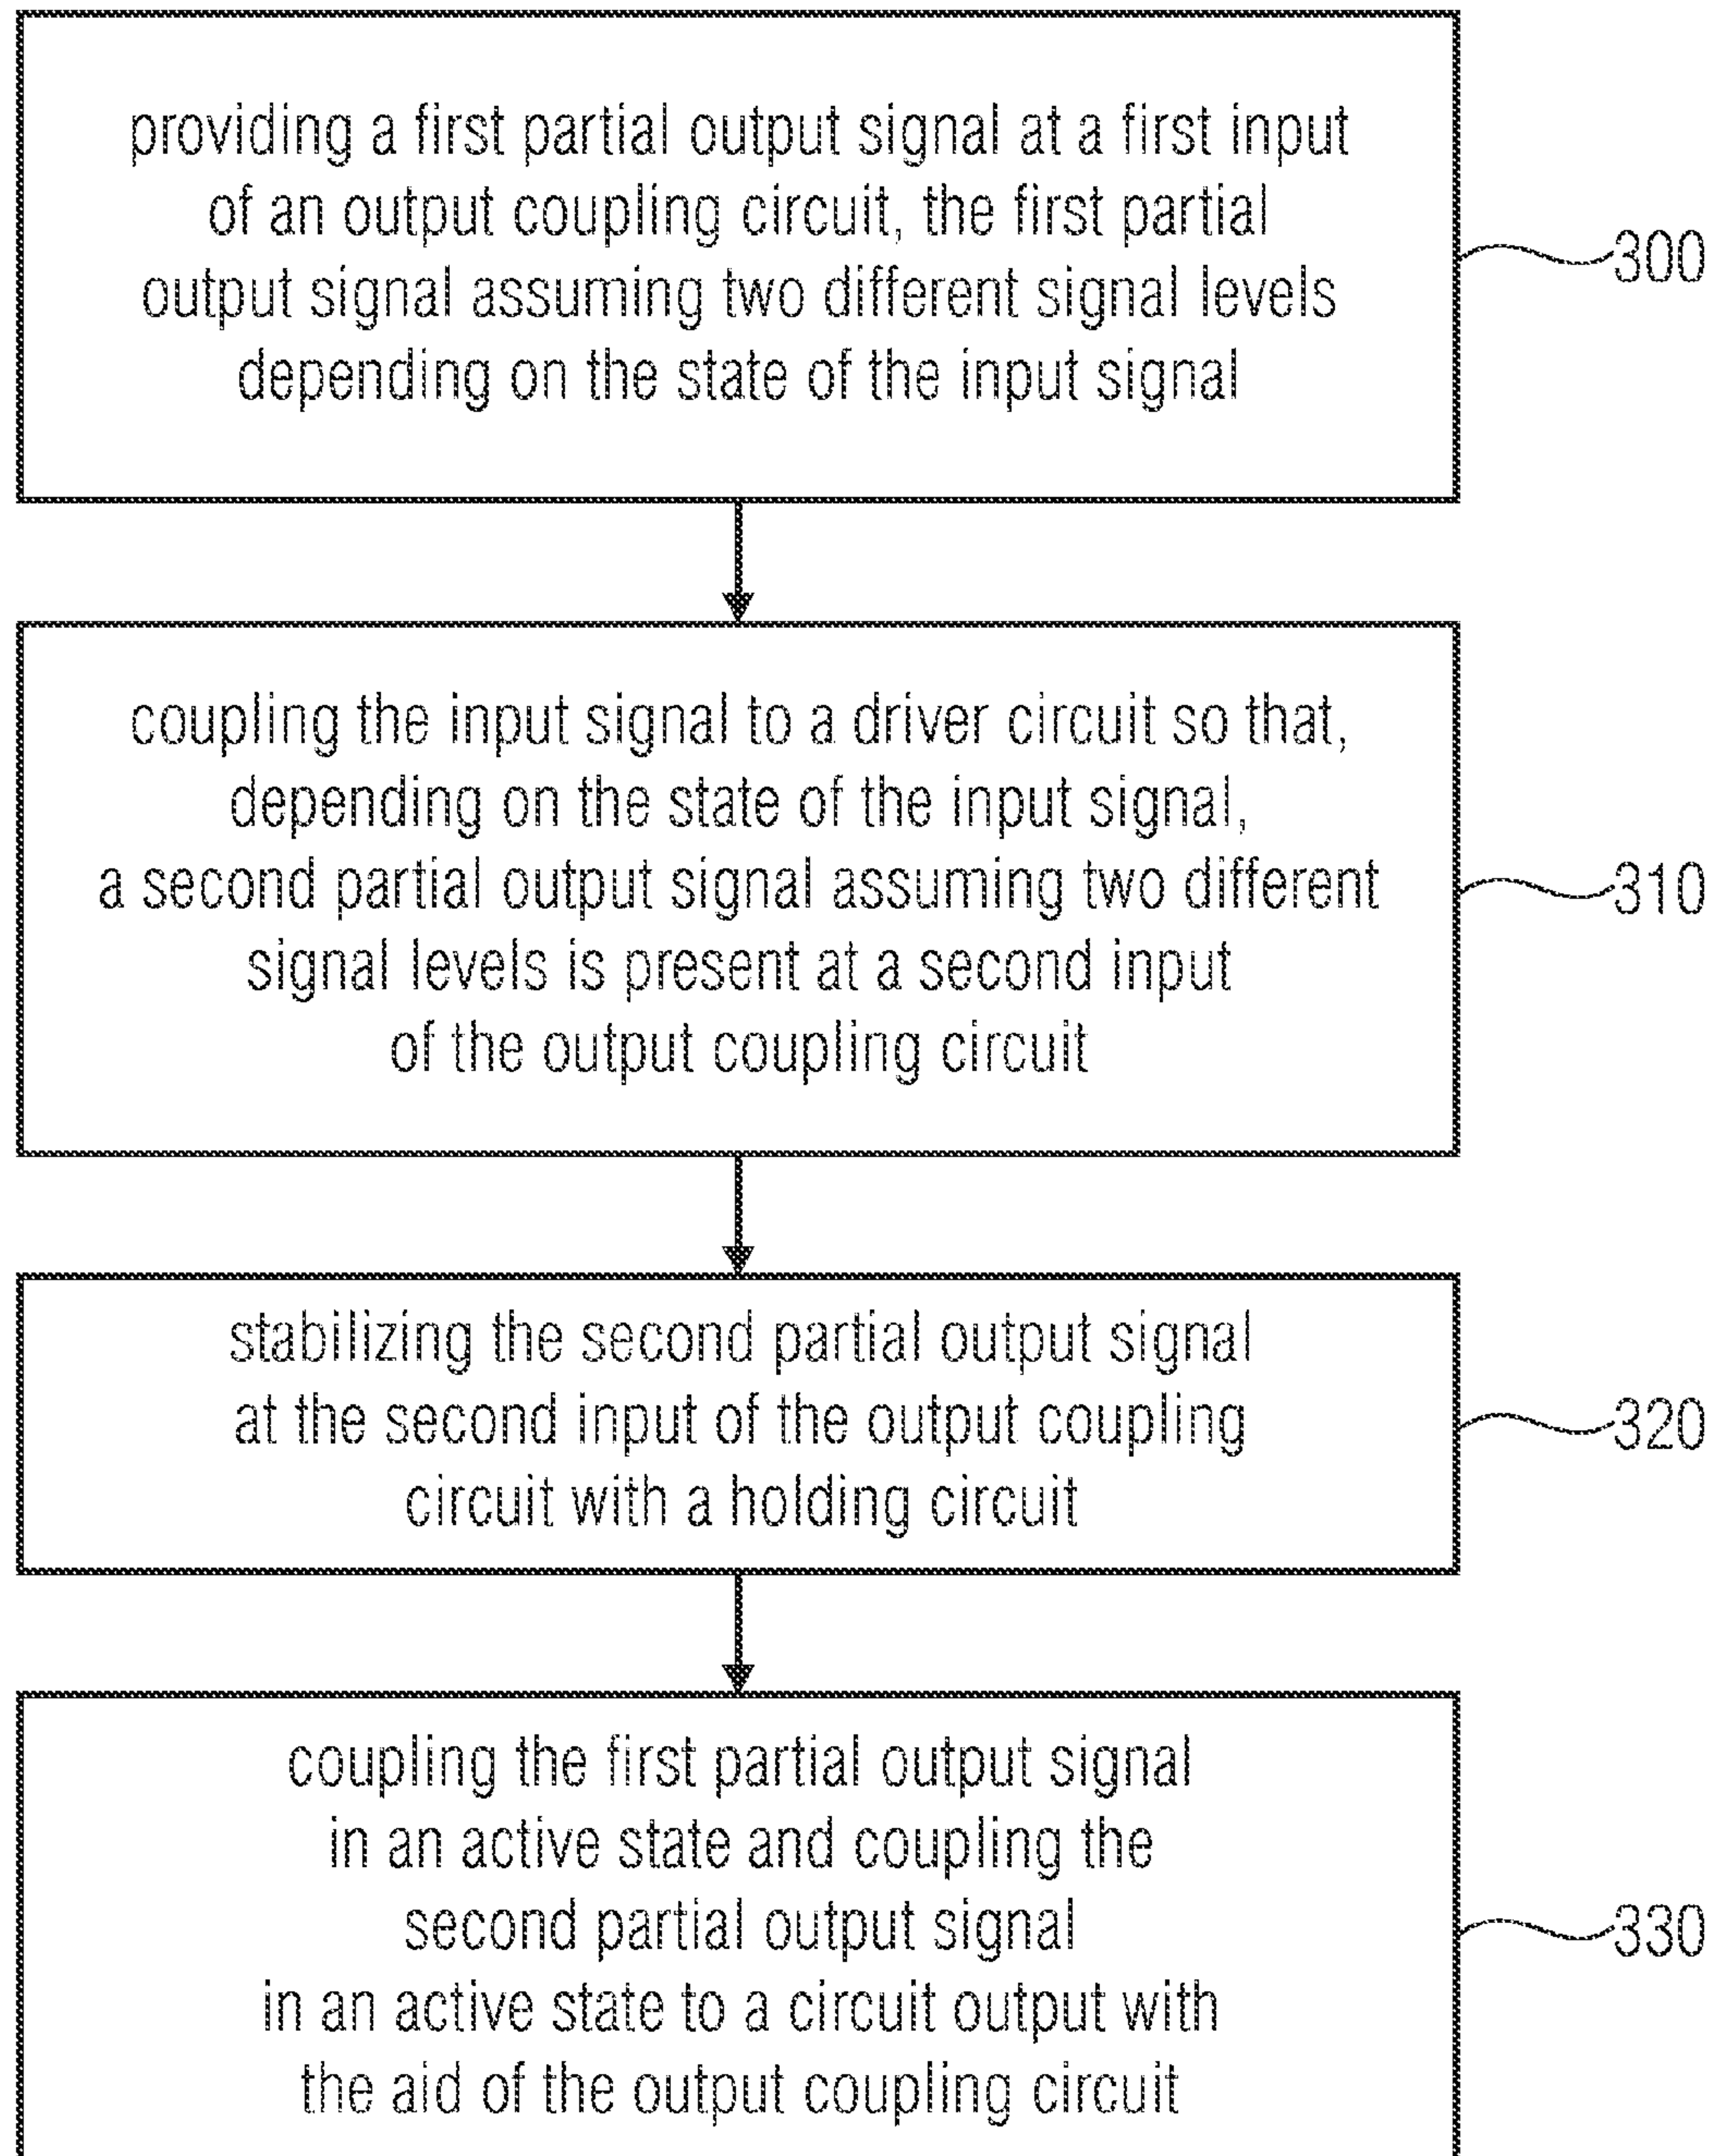 providing a first partial output signal at a first input
of an output coupling circuit, the first partial
output signal assuming two different signal levels
depending on the state of the input signal
300
coupling the input signal to a driver circuit so that,
depending on the state of the input signal,
a second partial output signal assuming two different
signal levels is present at a second input
of the output coupling circuit
310
stabilizing the second partial output signal
at the second input of the output coupling
circuit with a holding circuit
320
coupling the first partial output signal
in an active state and coupling the
second partial output signal
in an active state to a circuit output with
the aid of the output coupling circuit
330